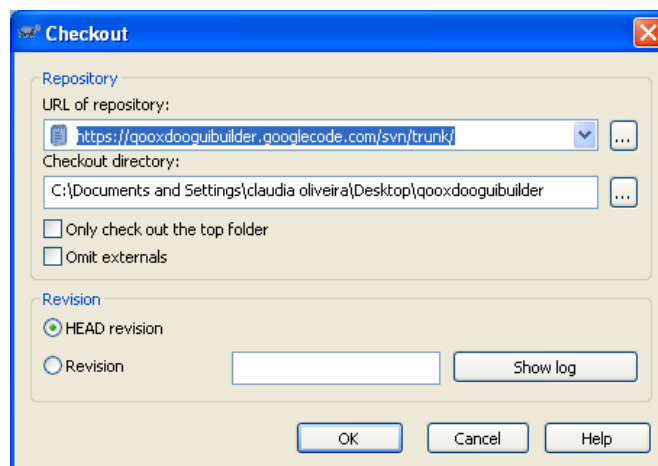 Checkout
Repository
URL of repository:
https://qooxdooguibuilder.googlecode.com/svn/trunk/
...
Checkout directory:
C:\Documents and Settings\claudia oliveira\Desktop\qooxdooguibuilder
...
Only check out the top folder
Omit externals
Revision
HEAD revision
Revision
Show log
OK Cancel Help